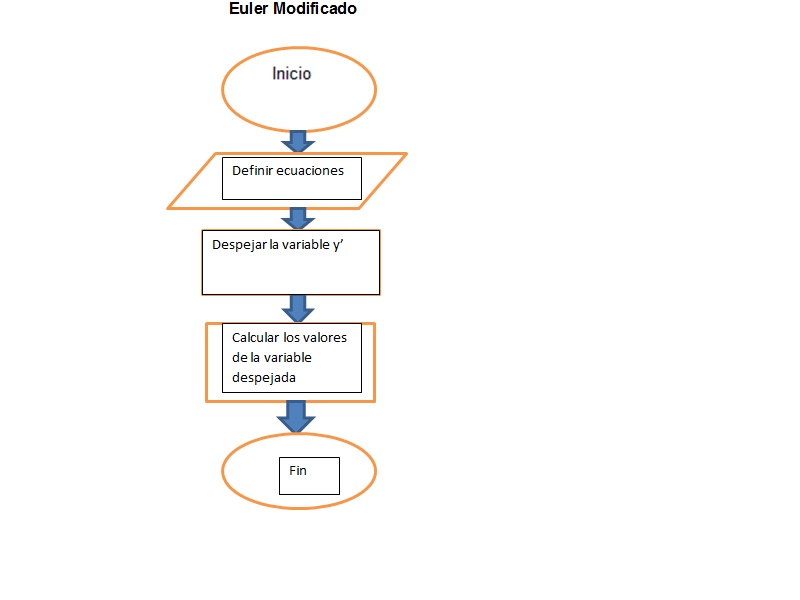 Euler Modificado
Inicio
Definir ecuaciones
Despejar la variable y’
Calcular los valores
de la variable
despejada
Fin